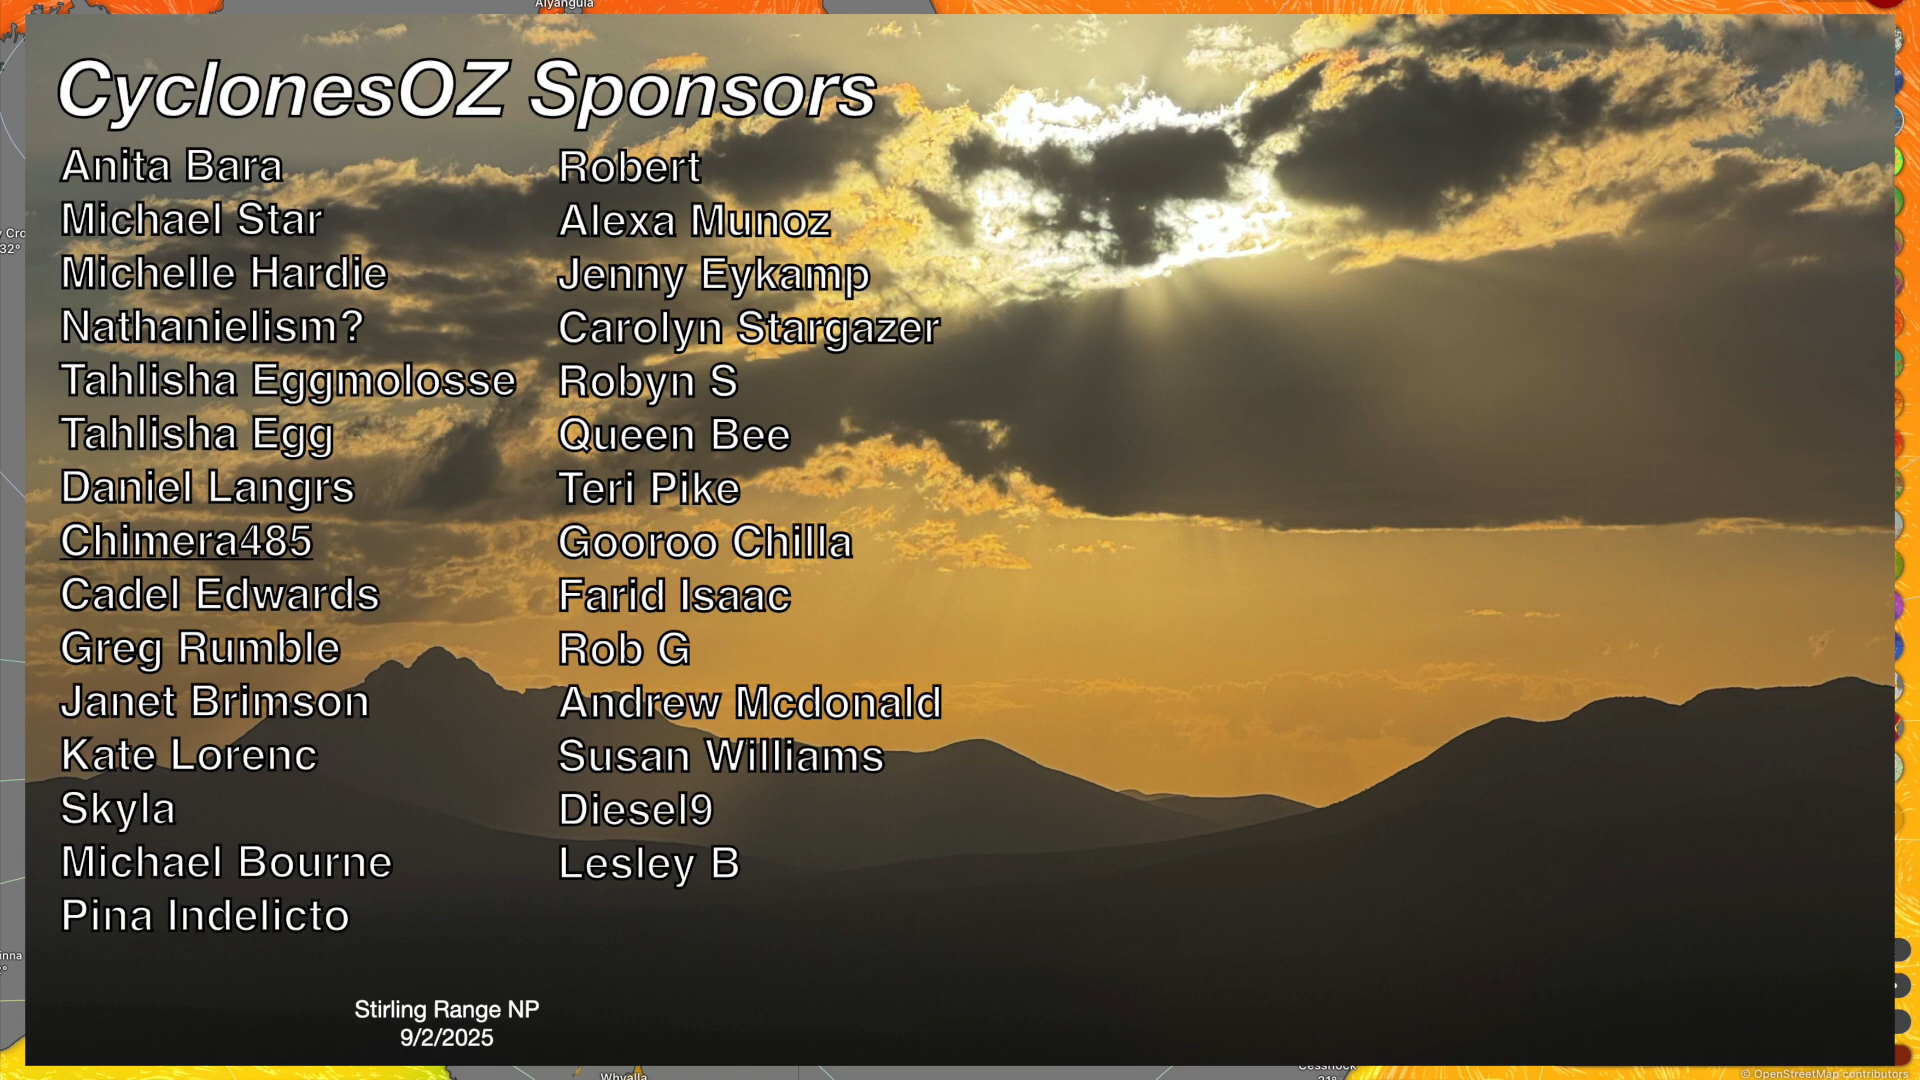 Alyangula
CyclonesOZ Sponsors
Anita Bara
Michael Star
Michelle Hardie
Nathanielism?
Tahlisha Eggmolosse
Tahlisha Egg
Daniel Langrs
Chimera485
Cadel Edwards
Greg Rumble
Janet Brimson
Kate Lorenc
Skyla
Michael Bourne
Pina Indelicto
Robert
Alexa Munoz
Jenny Eykamp
Carolyn Stargazer
Robyn S
Queen Bee
Teri Pike
Gooroo Chilla
Farid Isaac
Rob G
Andrew Mcdonald
Susan Williams
Diesel9
Lesley B
32°
Stirling Range NP
9/2/2025
Whyalla
Cessnock
21°
© OpenStreetMap contributors